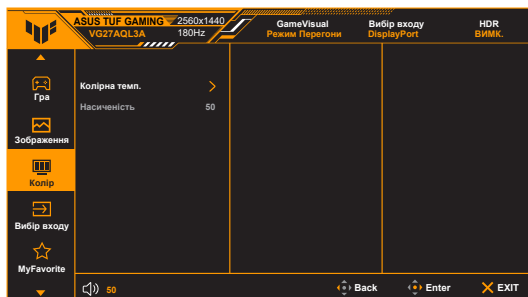 ASUS TUF GAMING 2560x1440
VG27AQL3A 180Hz
GameVisual
Режим Перегони
Вибір входу
DisplayPort
HDR
ВИМК.
Гра
Зображення
Колір
Вибір входу
MyFavorite
Колірна темп.
Насиченість 50
50
Back
Enter
EXIT